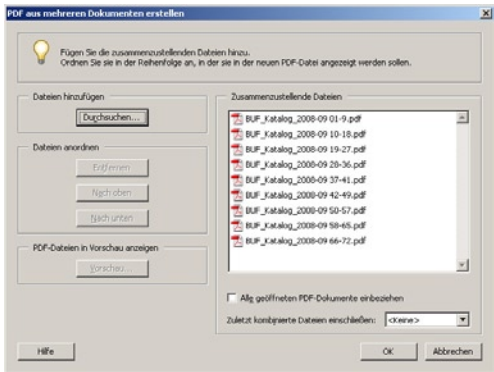 PDF aus mehreren Dokumenten erstellen
Fügen Sie die zusammenzustellenden Dateien hinzu.
Ordnen Sie sie in der Reihenfolge an, in der sie in der neuen PDF-Datei angezeigt werden sollen.
Dateien hinzufügen
Durchsuchen...
Dateien anordnen
Entfernen
Nach oben
Nach unten
PDF-Dateien in Vorschau anzeigen
Vorschau...
Zusammenzustellende Dateien
BUF_Katalog_2008-09 01-9.pdf
BUF_Katalog_2008-09 10-18.pdf
BUF_Katalog_2008-09 19-27.pdf
BUF_Katalog_2008-09 28-36.pdf
BUF_Katalog_2008-09 37-41.pdf
BUF_Katalog_2008-09 42-49.pdf
BUF_Katalog_2008-09 50-57.pdf
BUF_Katalog_2008-09 58-65.pdf
BUF_Katalog_2008-09 66-72.pdf
Alle geöffneten PDF-Dokumente einbeziehen
Zuletzt kombinierte Dateien einschließen: <Keine>
Hilfe
OK
Abbrechen